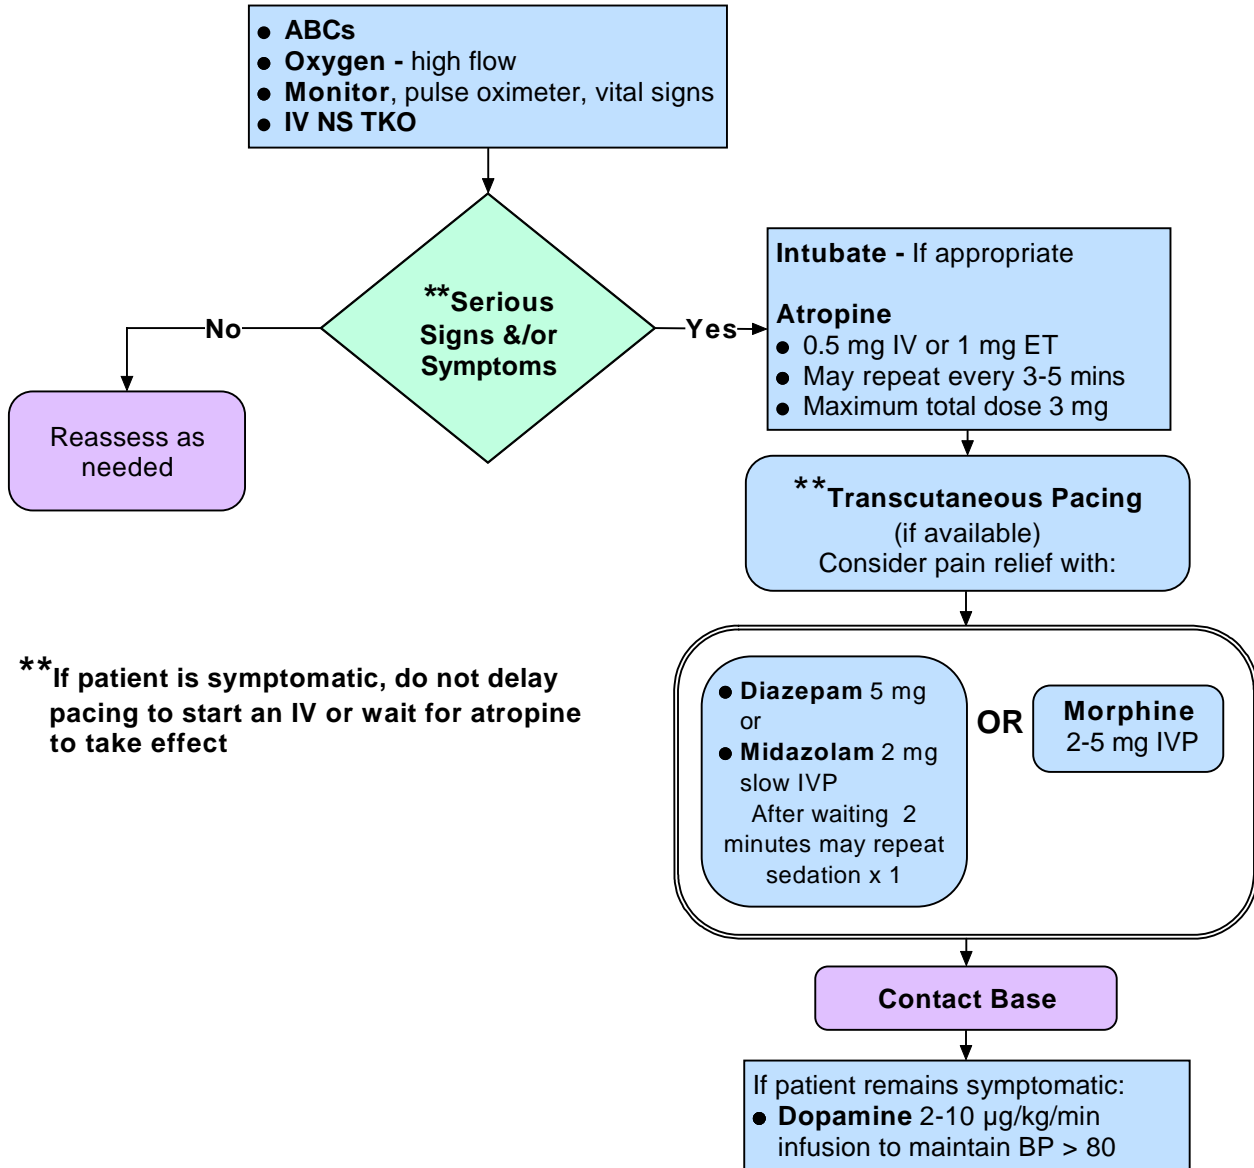 ● ABCs
● Oxygen - high flow
● Monitor, pulse oximeter, vital signs
● IV NS TKO
**Serious
Signs &/or
Symptoms
No
Yes
Reassess as
needed
Intubate - If appropriate
Atropine
● 0.5 mg IV or 1 mg ET
● May repeat every 3-5 mins
● Maximum total dose 3 mg
**Transcutaneous Pacing
(if available)
Consider pain relief with:
**If patient is symptomatic, do not delay
pacing to start an IV or wait for atropine
to take effect
● Diazepam 5 mg
or
● Midazolam 2 mg
slow IVP
After waiting 2
minutes may repeat
sedation x 1
OR
Morphine
2-5 mg IVP
Contact Base
If patient remains symptomatic:
● Dopamine 2-10 µg/kg/min
infusion to maintain BP > 80